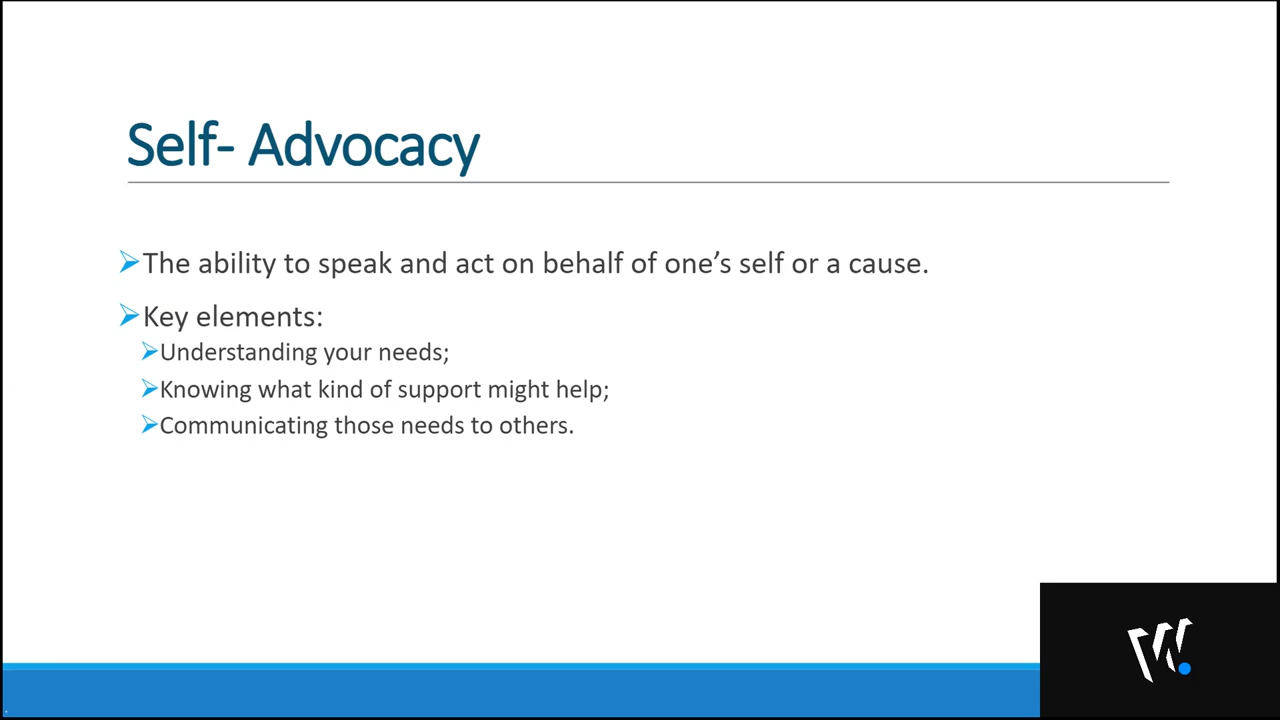 Self- Advocacy
The ability to speak and act on behalf of one’s self or a cause.
Key elements:
Understanding your needs;
Knowing what kind of support might help;
Communicating those needs to others.
W.